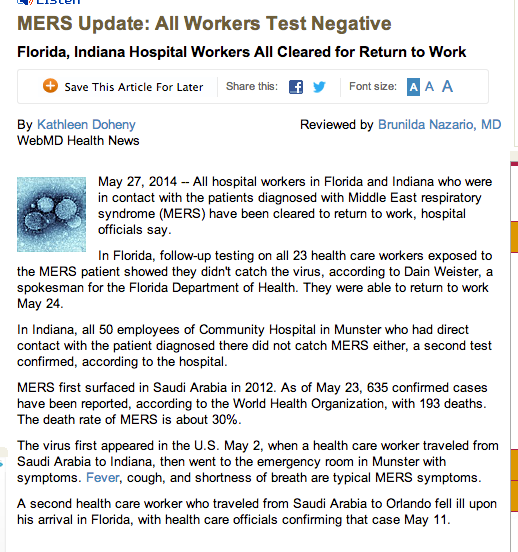 Listen
MERS Update: All Workers Test Negative
Florida, Indiana Hospital Workers All Cleared for Return to Work
Save This Article For Later Share this: Font size: A A A
By Kathleen Doheny Reviewed by Brunilda Nazario, MD
WebMD Health News
May 27, 2014 -- All hospital workers in Florida and Indiana who were
in contact with the patients diagnosed with Middle East respiratory
syndrome (MERS) have been cleared to return to work, hospital
officials say.
In Florida, follow-up testing on all 23 health care workers exposed to
the MERS patient showed they didn't catch the virus, according to Dain Weister, a
spokesman for the Florida Department of Health. They were able to return to work
May 24.
In Indiana, all 50 employees of Community Hospital in Munster who had direct
contact with the patient diagnosed there did not catch MERS either, a second test
confirmed, according to the hospital.
MERS first surfaced in Saudi Arabia in 2012. As of May 23, 635 confirmed cases
have been reported, according to the World Health Organization, with 193 deaths.
The death rate of MERS is about 30%.
The virus first appeared in the U.S. May 2, when a health care worker traveled from
Saudi Arabia to Indiana, then went to the emergency room in Munster with
symptoms. Fever, cough, and shortness of breath are typical MERS symptoms.
A second health care worker who traveled from Saudi Arabia to Orlando fell ill upon
his arrival in Florida, with health care officials confirming that case May 11.